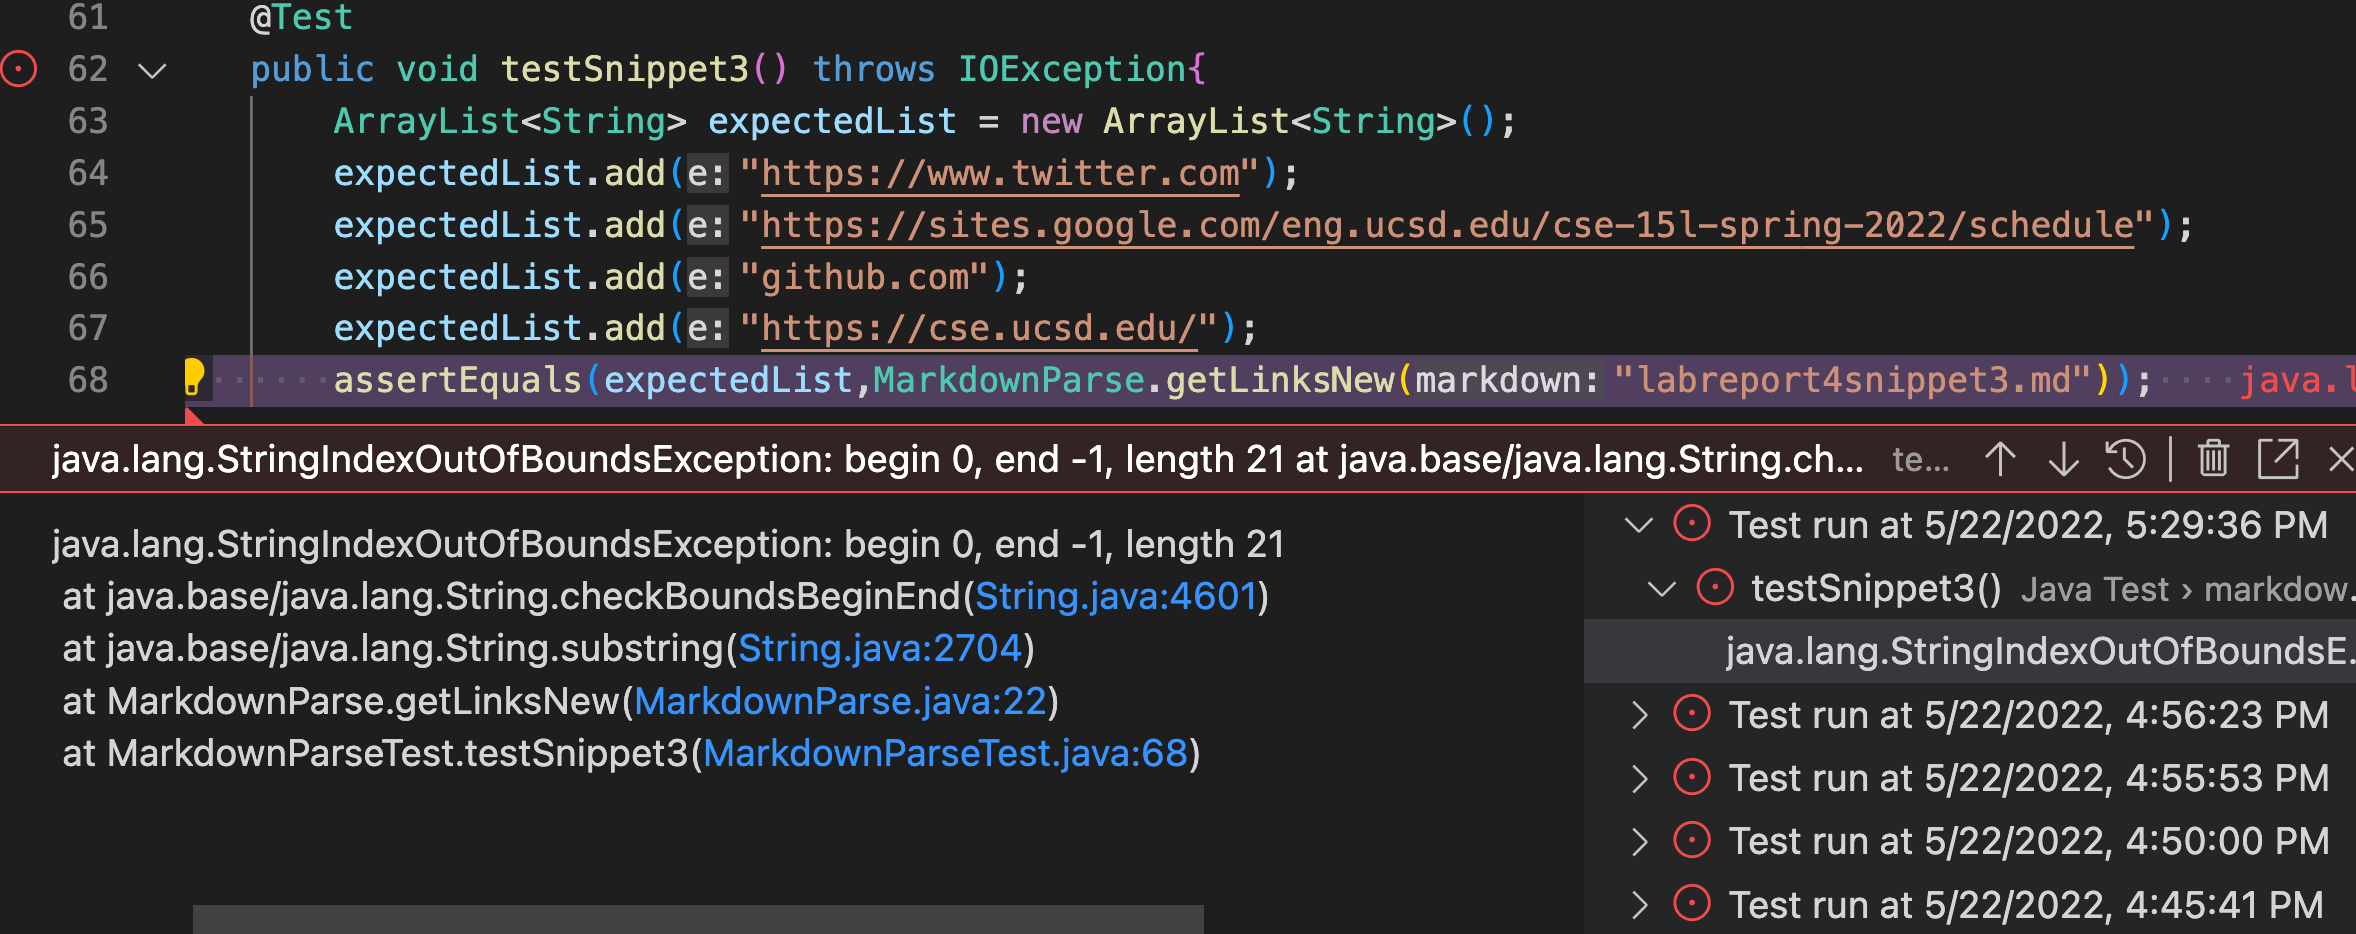 61 @Test
62 public void testSnippet3() throws IOException{
63 ArrayList<String> expectedList = new ArrayList<String>();
64 expectedList.add(e: "https://www.twitter.com");
65 expectedList.add(e: "https://sites.google.com/eng.ucsd.edu/cse-15l-spring-2022/schedule");
66 expectedList.add(e: "github.com");
67 expectedList.add(e: "https://cse.ucsd.edu/");
68 assertEquals(expectedList,MarkdownParse.getLinksNew(markdown: "labreport4snippet3.md")); java.l
java.lang.StringIndexOutOfBoundsException: begin 0, end -1, length 21 at java.base/java.lang.String.ch... te...
java.lang.StringIndexOutOfBoundsException: begin 0, end -1, length 21
at java.base/java.lang.String.checkBoundsBeginEnd(String.java:4601)
at java.base/java.lang.String.substring(String.java:2704)
at MarkdownParse.getLinksNew(MarkdownParse.java:22)
at MarkdownParseTest.testSnippet3(MarkdownParseTest.java:68)
Test run at 5/22/2022, 5:29:36 PM
testSnippet3() Java Test > markdow.
java.lang.StringIndexOutOfBoundsE.
Test run at 5/22/2022, 4:56:23 PM
Test run at 5/22/2022, 4:55:53 PM
Test run at 5/22/2022, 4:50:00 PM
Test run at 5/22/2022, 4:45:41 PM